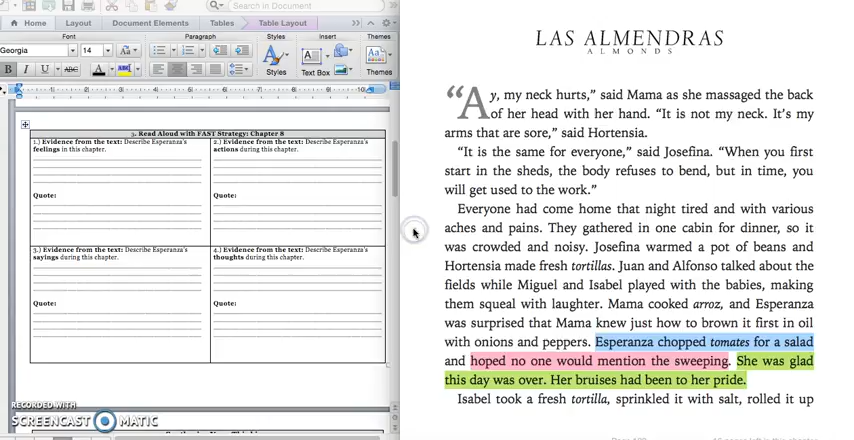 Search in Document
Home Layout Document Elements Tables Table Layout
Font Paragraph Styles Insert Themes
Georgia 14 Aa
B I U ABC A Styles A Text Box Aa Themes
3. Read Aloud with FAST Strategy: Chapter 8
1.) Evidence from the text: Describe Esperanza's
feelings in this chapter.
Quote:
2.) Evidence from the text: Describe Esperanza's
actions during this chapter.
Quote:
3.) Evidence from the text: Describe Esperanza's
sayings during this chapter.
Quote:
4.) Evidence from the text: Describe Esperanza's
thoughts during this chapter.
Quote:
RECORDED WITH
SCREENCAST MATIC
LAS ALMENDRAS
ALMONDS
“Ay, my neck hurts,” said Mama as she massaged the back
of her head with her hand. “It is not my neck. It’s my
arms that are sore,” said Hortensia.
“It is the same for everyone,” said Josefina. “When you first
start in the sheds, the body refuses to bend, but in time, you
will get used to the work.”
Everyone had come home that night tired and with various
aches and pains. They gathered in one cabin for dinner, so it
was crowded and noisy. Josefina warmed a pot of beans and
Hortensia made fresh tortillas. Juan and Alfonso talked about the
fields while Miguel and Isabel played with the babies, making
them squeal with laughter. Mama cooked arroz, and Esperanza
was surprised that Mama knew just how to brown it first in oil
with onions and peppers. Esperanza chopped tomates for a salad
and hoped no one would mention the sweeping. She was glad
this day was over. Her bruises had been to her pride.
Isabel took a fresh tortilla, sprinkled it with salt, rolled it up